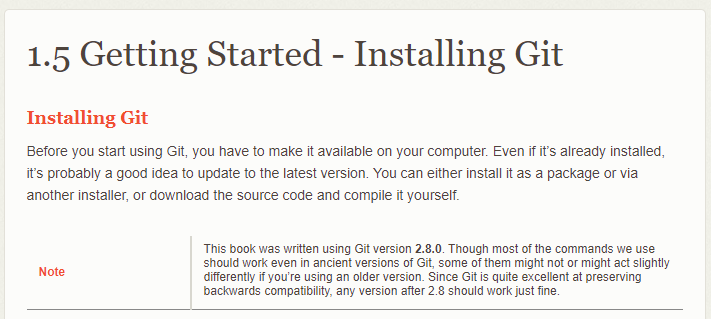 1.5 Getting Started - Installing Git
Installing Git
Before you start using Git, you have to make it available on your computer. Even if it’s already installed,
it’s probably a good idea to update to the latest version. You can either install it as a package or via
another installer, or download the source code and compile it yourself.
Note
This book was written using Git version 2.8.0. Though most of the commands we use
should work even in ancient versions of Git, some of them might not or might act slightly
differently if you’re using an older version. Since Git is quite excellent at preserving
backwards compatibility, any version after 2.8 should work just fine.